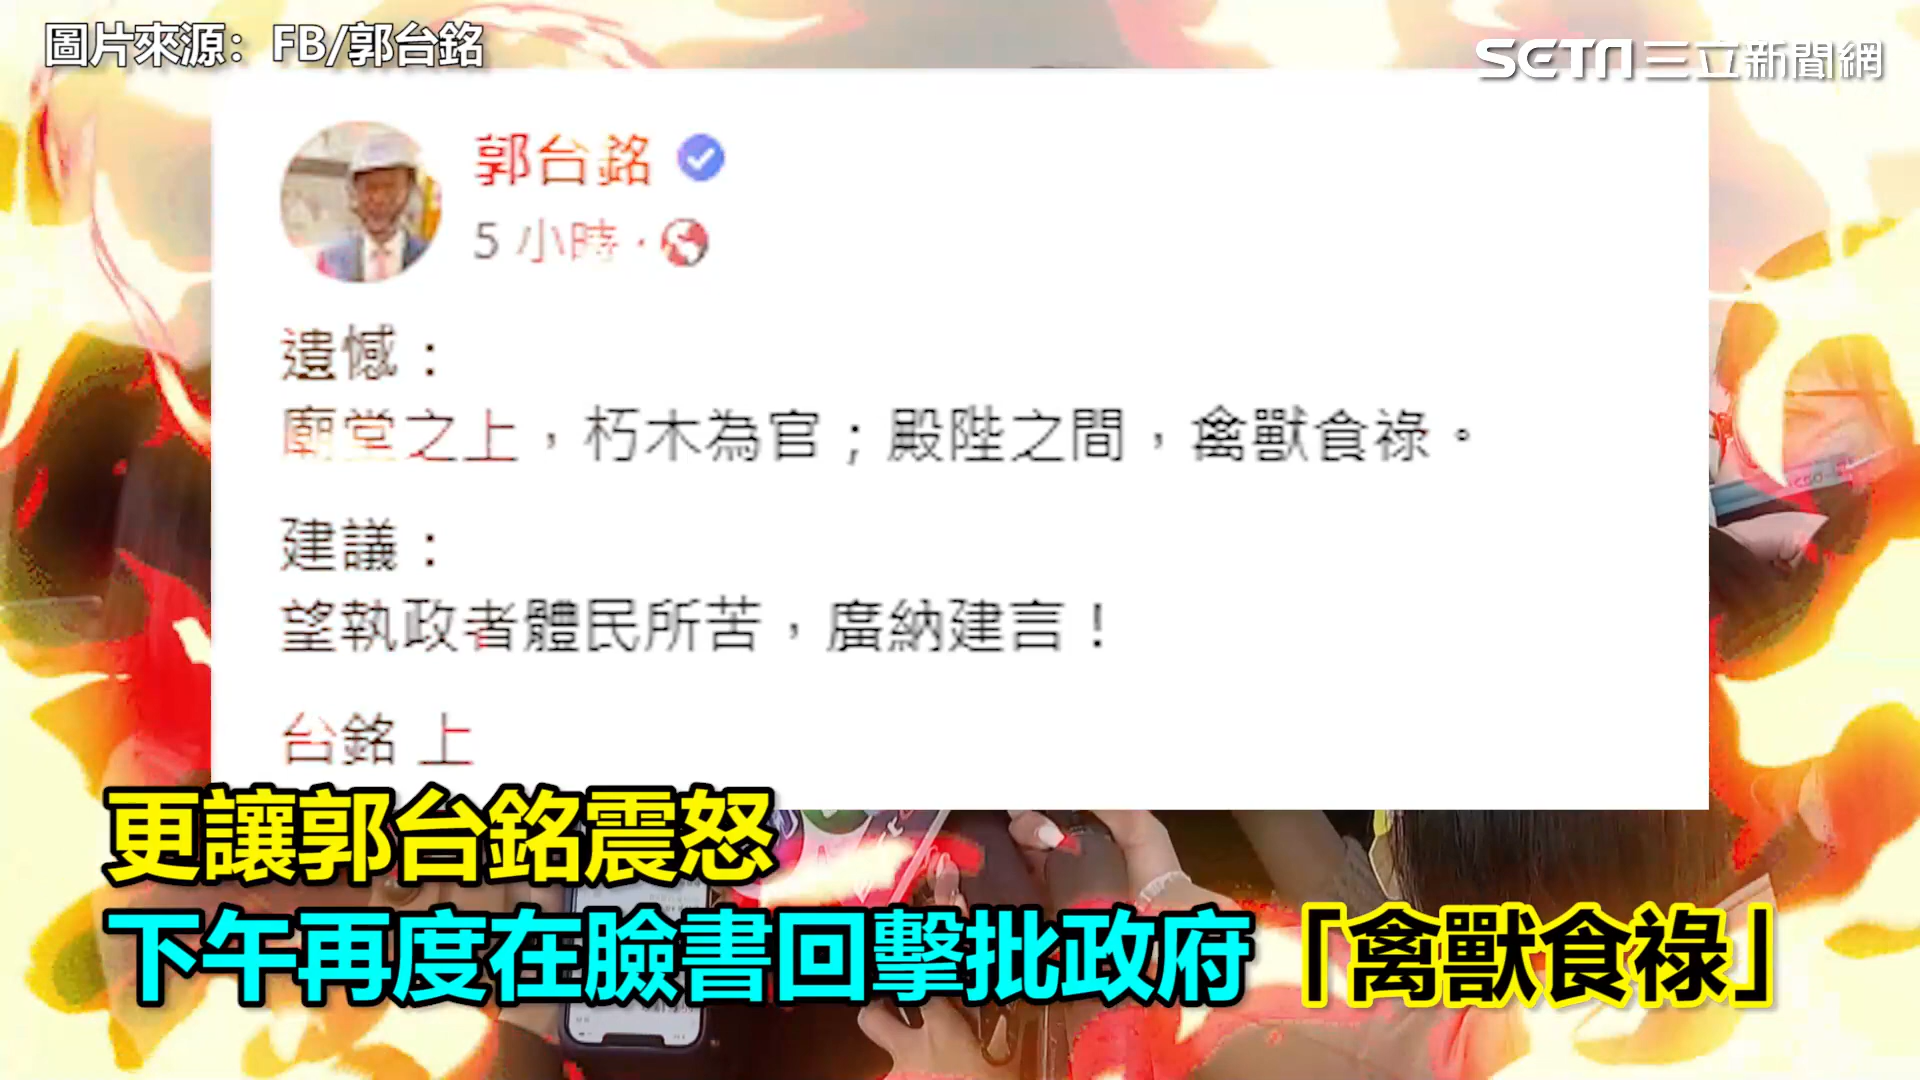 圖片來源：FB/郭台銘
SETN三立新聞網
郭台銘
5 小時·
遺憾：
廟堂之上，朽木為官；殿陛之間，禽獸食祿。
建議：
望執政者體民所苦，廣納建言！
台銘 上
更讓郭台銘震怒
下午再度在臉書回擊批政府「禽獸食祿」